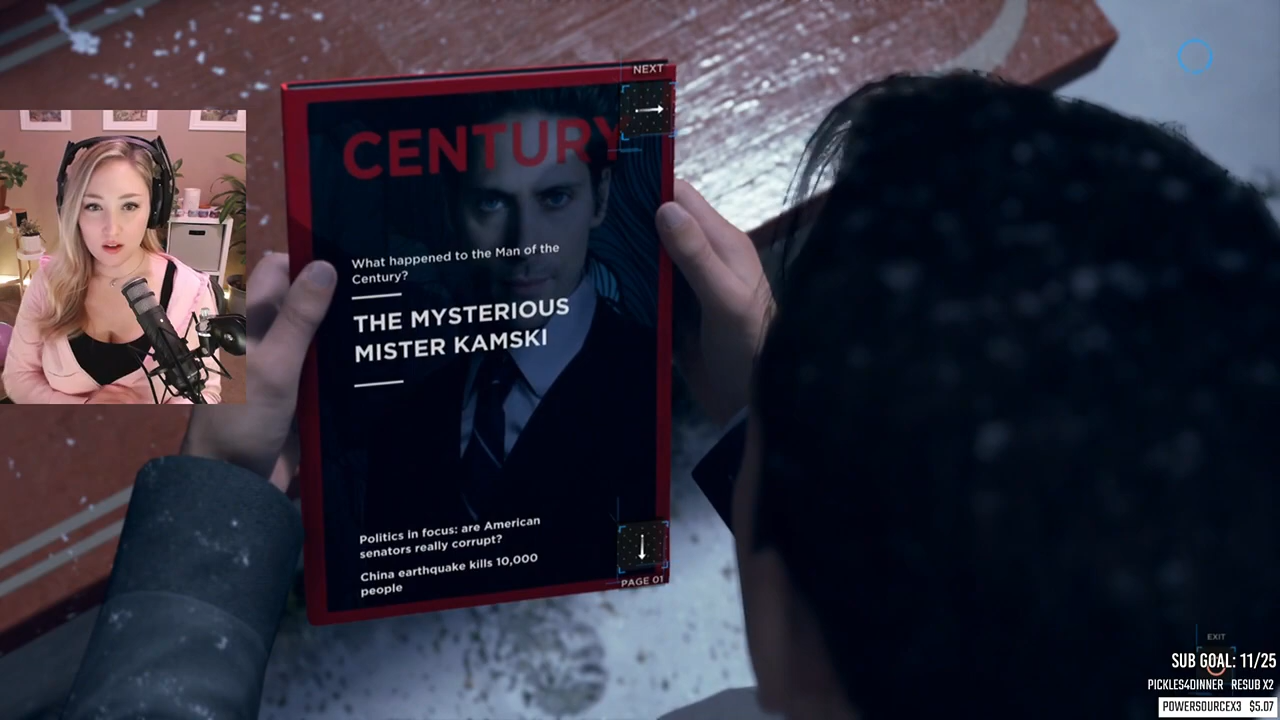 NEXT
CENTURY
What happened to the Man of the
Century?
THE MYSTERIOUS
MISTER KAMSKI
Politics in focus: are American
senators really corrupt?
China earthquake kills 10,000
people
PAGE 01
EXIT
SUB GOAL: 11/25
PICKLES4DINNER RESUB X2
POWERSOURCEX3 $5.07